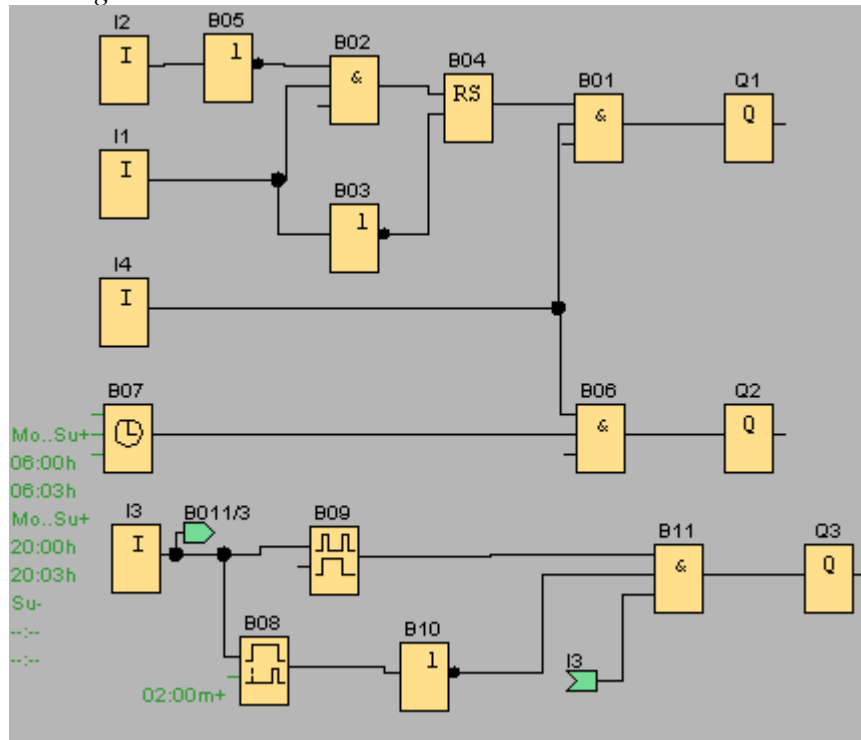 I2
I
B05
1
B02
&
B04
RS
B01
&
Q1
Q
I1
I
B03
1
I4
I
B07
B06
&
Q2
Q
Mo..Su+
06:00h
06:03h
Mo..Su+
20:00h
20:03h
Su-
--:--
--:--
I3
I
B011/3
B09
B11
&
Q3
Q
B08
02:00m+
B10
1
I3